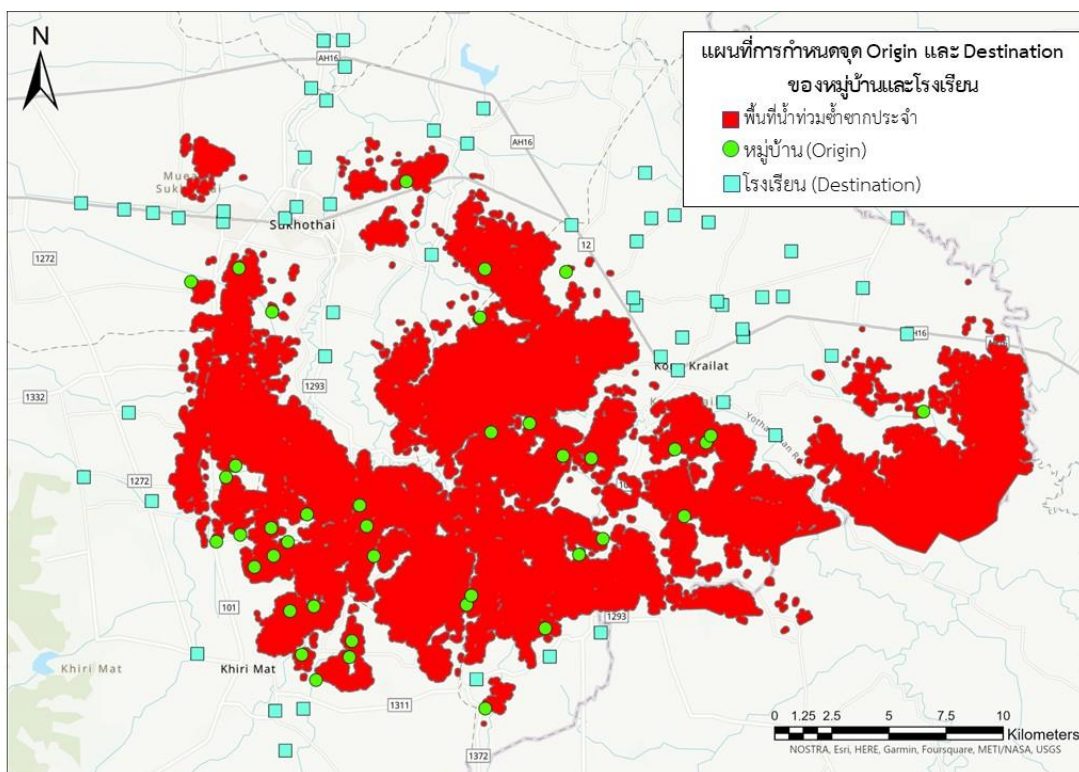 N
แผนที่การกำหนดจุด Origin และ Destination
ของหมู่บ้านและโรงเรียน
พื้นที่น้ำท่วมซ้ำซากประจำ
หมู่บ้าน (Origin)
โรงเรียน (Destination)
AH16
AH16
Sukhothai
12
1272
AH16
1293
1332
Krailat
1272
101
1293
Khiri Mat
Khiri Mat
1311
1372
0 1.25 2.5 5 7.5 10
Kilometers
NOSTRA, Esri, HERE, Garmin, Foursquare, METI/NASA, USGS